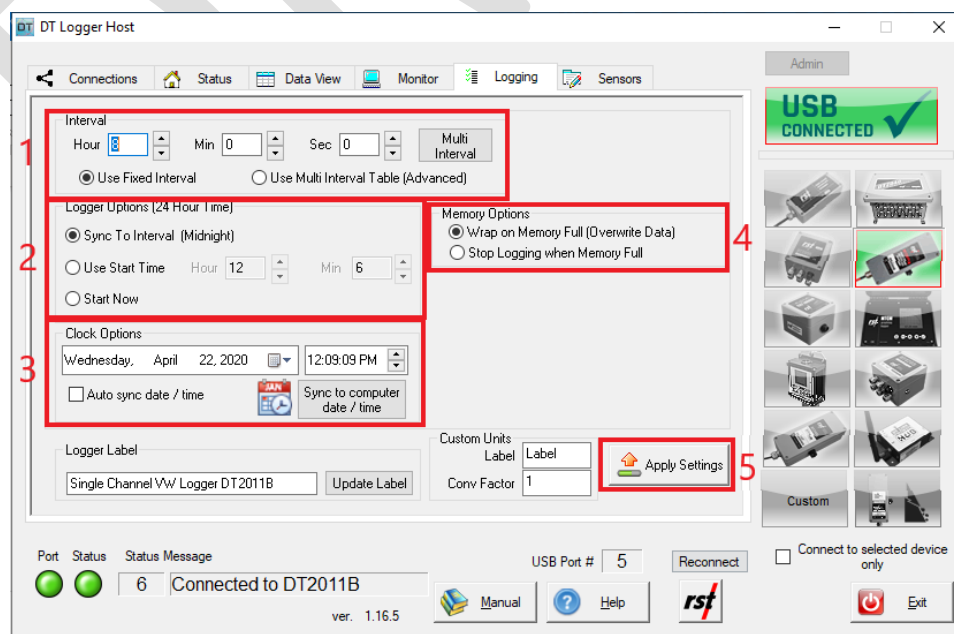 DT DT Logger Host
Connections Status Data View Monitor Logging Sensors
Admin
USB
CONNECTED
1
Interval
Hour 8 Min 0 Sec 0 Multi Interval
Use Fixed Interval Use Multi Interval Table (Advanced)
2
Logger Options (24 Hour Time)
Sync To Interval (Midnight)
Use Start Time Hour 12 Min 6
Start Now
Memory Options
Wrap on Memory Full (Overwrite Data)
Stop Logging when Memory Full
4
3
Clock Options
Wednesday, April 22, 2020 12:09:09 PM
Auto sync date / time JAN Sync to computer date / time
Logger Label
Single Channel VW Logger DT2011B Update Label
Custom Units
Label Label
Conv Factor 1
Apply Settings
5
Custom
Port Status Status Message
6 Connected to DT2011B
ver. 1.16.5
USB Port # 5 Reconnect
Connect to selected device
only
Manual Help rst Exit